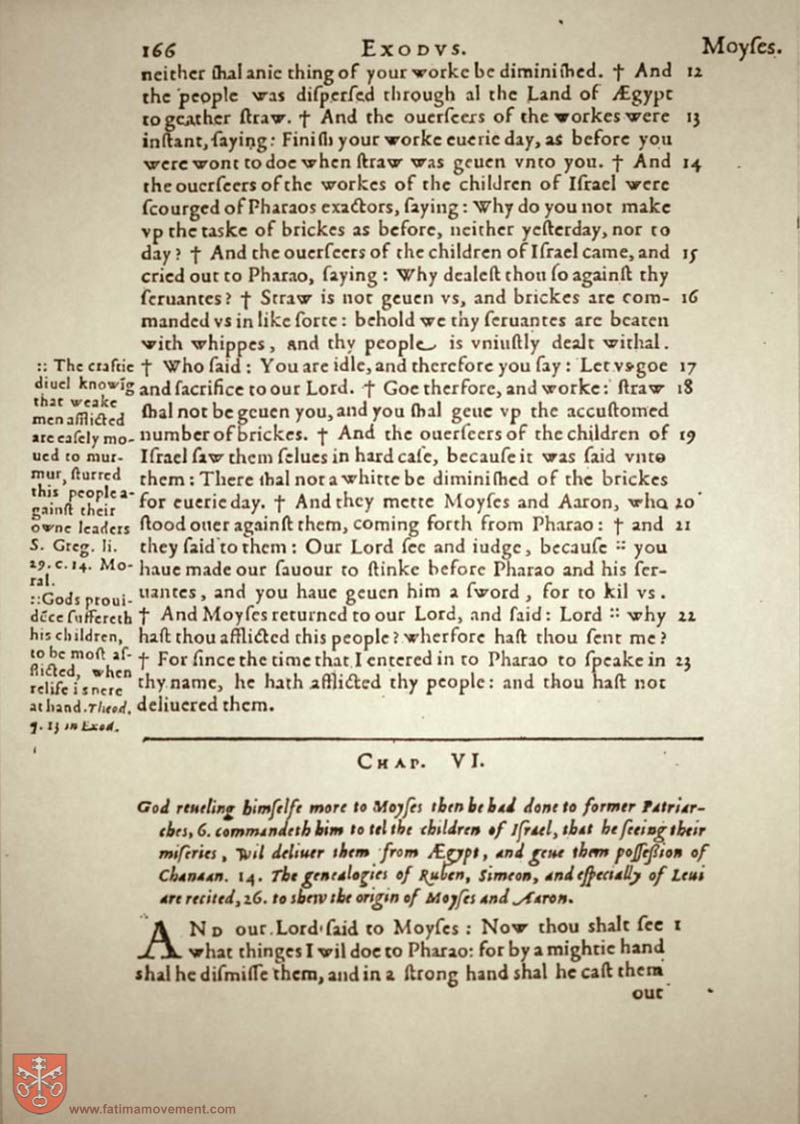 166 EXODVS. Moyſes.
neither ſhal anie thing of your worke be diminiſhed. † And 12
the people was diſperſed through al the Land of Ægypt
to geather ſtraw. † And the ouerſeers of the workes were 13
inſtant, ſaying: Finiſh your worke euerie day, as before you
were wont to doe when ſtraw was geuen vnto you. † And 14
the ouerſeers of the workes of the children of Iſrael were
ſcourged of Pharaos exactors, ſaying: Why do you not make
vp the taske of brickes as before, neither yeſterday, nor to
day? † And the ouerſeers of the children of Iſrael came, and 15
cried out to Pharao, ſaying: Why dealeſt thou ſo againſt thy
ſeruantes? † Straw is not geuen vs, and brickes are com- 16
manded vs in like ſorte: behold we thy ſeruantes are beaten
with whippes, and thy people is vniuſtly dealt withal.
† Who ſaid: You are idle, and therefore you ſay: Let vs goe 17
and ſacrifice to our Lord. † Goe therfore, and worke: ſtraw 18
ſhal not be geuen you, and you ſhal geue vp the accuſtomed
number of brickes. † And the ouerſeers of the children of 19
Iſrael ſaw them ſelues in hard caſe, becauſe it was ſaid vnto
them: There ſhal not a whitte be diminiſhed of the brickes
for euerie day. † And they mette Moyſes and Aaron, who 20
ſtood ouer againſt them, coming forth from Pharao: † and 21
they ſaid to them: Our Lord ſee and iudge, becauſe :: you
haue made our ſauour to ſtinke before Pharao and his ſer-
uantes, and you haue geuen him a ſword, for to kil vs.
† And Moyſes returned to our Lord, and ſaid: Lord :: why 22
haſt thou afflicted this people? wherfore haſt thou ſent me?
† For ſince the time that I entered in to Pharao to ſpeake in 23
thy name, he hath afflicted thy people: and thou haſt not
deliuered them.
:: The craftie
diuel knowīg
that weake
men afflicted
are eaſely mo-
ued to mur-
mur, ſturred
this people a-
gainſt their
owne leaders
S. Greg. li.
29. c. 14. Mo-
ral.
:: Gods proui-
dēce ſuffereth
his children,
to be moſt af-
flicted, when
reliſe is nere
at hand. Theod.
q. 13 in Exod.
CHAP. VI.
God reueling himſelfe more to Moyſes then he had done to former Patriar-
ches, 6. commandeth him to tel the children of Iſrael, that he ſeeing their
miſeries, wil deliuer them from Ægypt, and geue them poſſeſſion of
Chanaan. 14. The genealogies of Ruben, Simeon, and eſpecially of Leui
are recited, 26. to shew the origin of Moyſes and Aaron.
AND our Lord ſaid to Moyſes: Now thou shalt ſee 1
what thinges I wil doe to Pharao: for by a mightie hand
shal he diſmiſſe them, and in a ſtrong hand shal he caſt them
out
www.fatimamovement.com